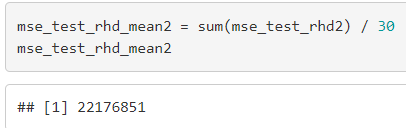 mse_test_rhd_mean2 = sum(mse_test_rhd2) / 30
mse_test_rhd_mean2
## [1] 22176851